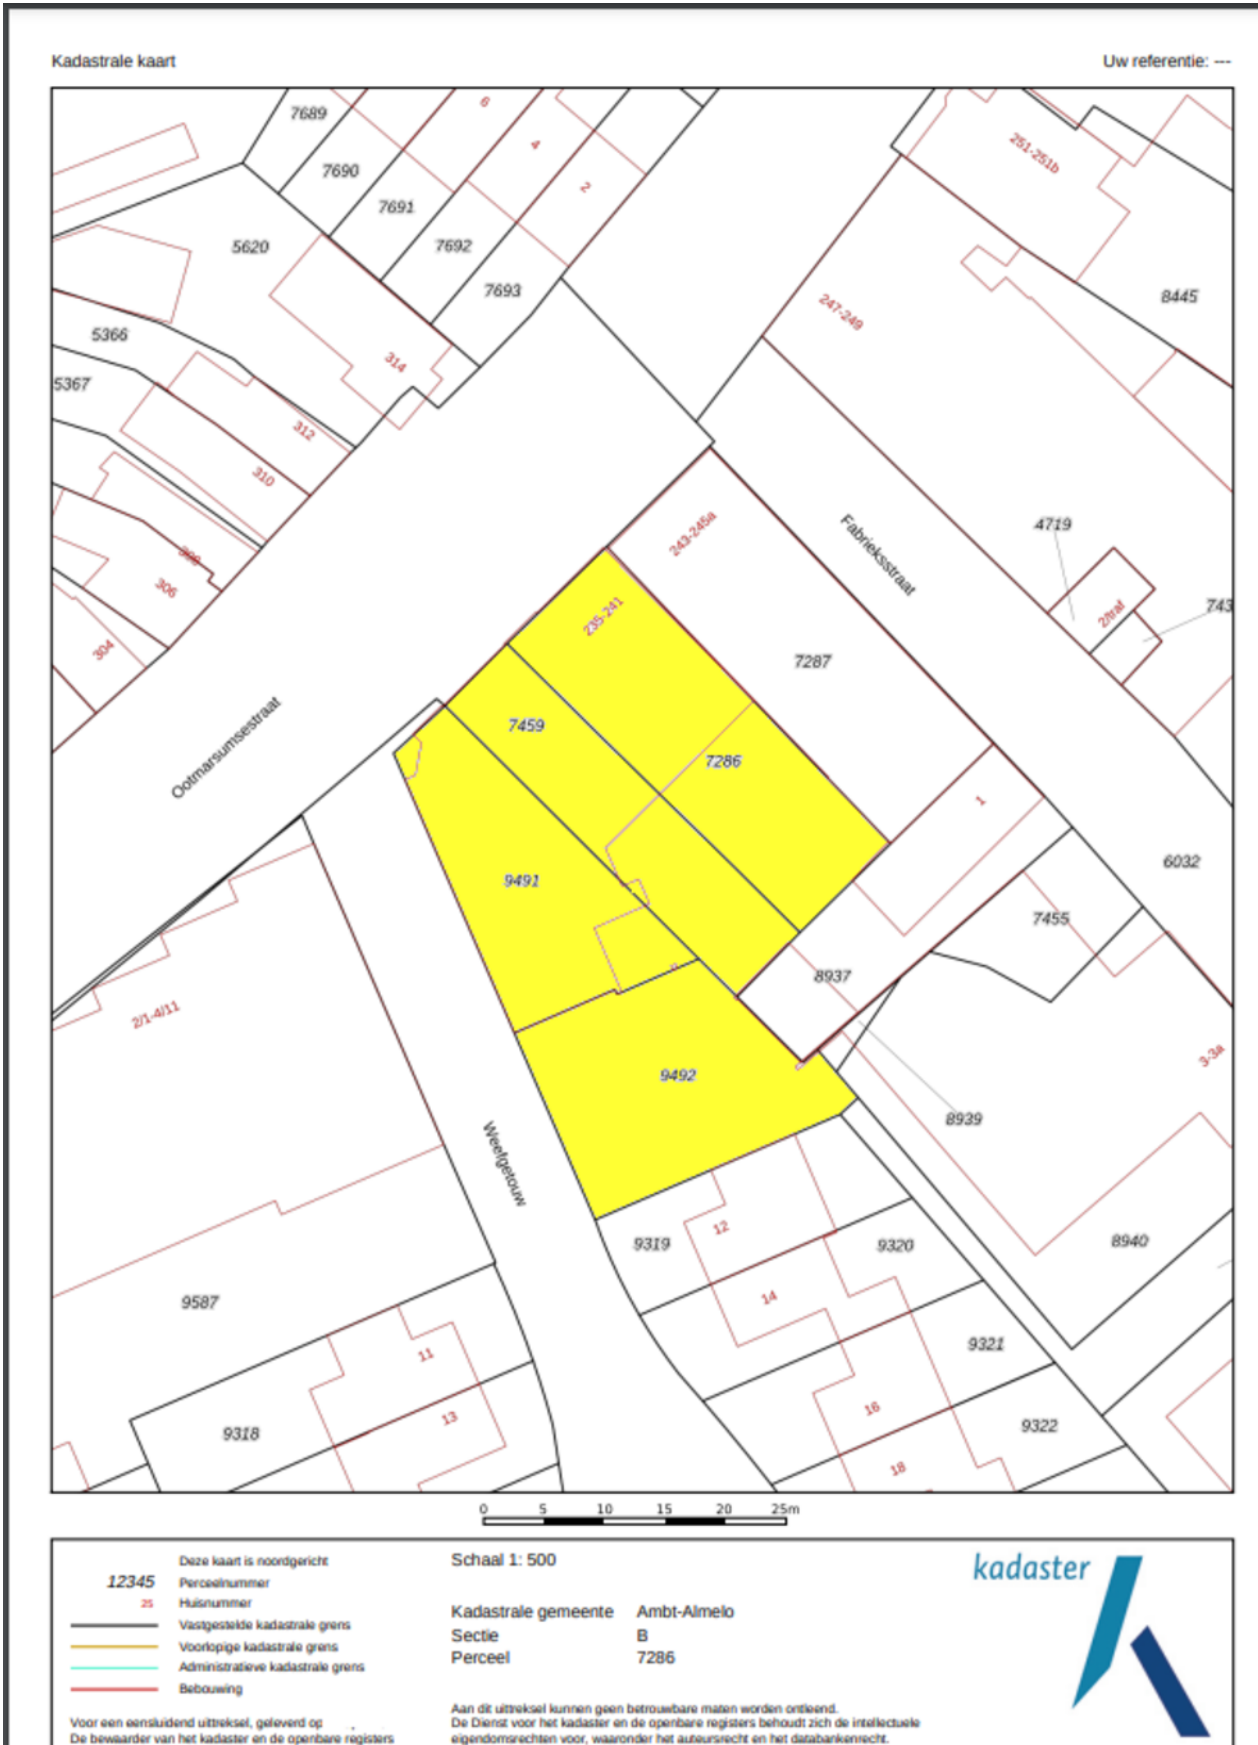 Kadastrale kaart
Uw referentie: ---
7689
6
251-251b
4
7690
2
7691
5620
7692
7693
8445
247-249
5366
314
5367
312
310
4719
243-245a
Fabrieksstraat
308
306
235-241
2/traf
743
304
7287
Ootmarsumsestraat
7459
7286
1
6032
9491
7455
8937
2/1-4/11
3-3a
9492
8939
Weefgetouw
12
9319
9320
8940
14
9587
9321
11
16
13
9318
9322
18
0 5 10 15 20 25m
Deze kaart is noordgericht
12345 Perceelnummer
25 Huisnummer
Vastgestelde kadastrale grens
Voorlopige kadastrale grens
Administratieve kadastrale grens
Bebouwing
Voor een eensluidend uittreksel, geleverd op
De bewaarder van het kadaster en de openbare registers
Schaal 1: 500
Kadastrale gemeente Ambt-Almelo
Sectie B
Perceel 7286
Aan dit uittreksel kunnen geen betrouwbare maten worden ontleend.
De Dienst voor het kadaster en de openbare registers behoudt zich de intellectuele
eigendomsrechten voor, waaronder het auteursrecht en het databankenrecht.
kadaster